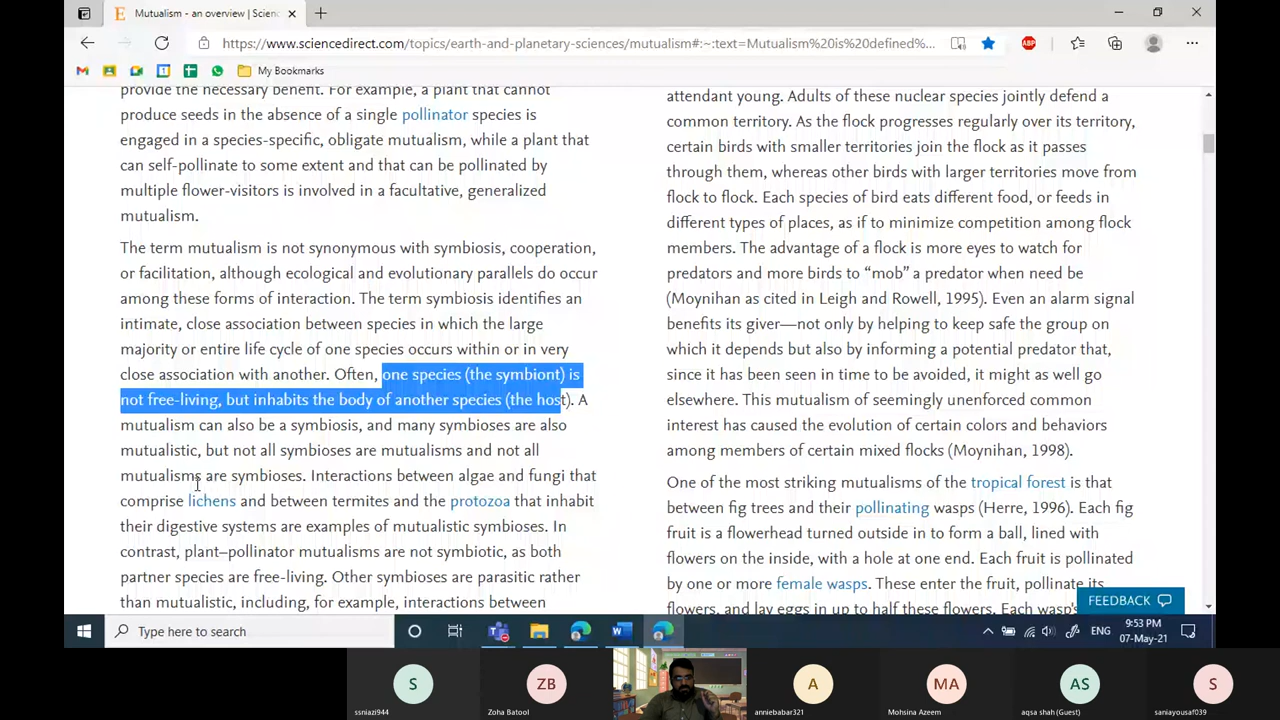 Mutualism - an overview | Scienc
https://www.sciencedirect.com/topics/earth-and-planetary-sciences/mutualism#:~:text=Mutualism%20is%20defined%...
ABP
My Bookmarks
provide the necessary benefit. For example, a plant that cannot
produce seeds in the absence of a single pollinator species is
engaged in a species-specific, obligate mutualism, while a plant that
can self-pollinate to some extent and that can be pollinated by
multiple flower-visitors is involved in a facultative, generalized
mutualism.
The term mutualism is not synonymous with symbiosis, cooperation,
or facilitation, although ecological and evolutionary parallels do occur
among these forms of interaction. The term symbiosis identifies an
intimate, close association between species in which the large
majority or entire life cycle of one species occurs within or in very
close association with another. Often, one species (the symbiont) is
not free-living, but inhabits the body of another species (the host). A
mutualism can also be a symbiosis, and many symbioses are also
mutualistic, but not all symbioses are mutualisms and not all
mutualisms are symbioses. Interactions between algae and fungi that
comprise lichens and between termites and the protozoa that inhabit
their digestive systems are examples of mutualistic symbioses. In
contrast, plant–pollinator mutualisms are not symbiotic, as both
partner species are free-living. Other symbioses are parasitic rather
than mutualistic, including, for example, interactions between
attendant young. Adults of these nuclear species jointly defend a
common territory. As the flock progresses regularly over its territory,
certain birds with smaller territories join the flock as it passes
through them, whereas other birds with larger territories move from
flock to flock. Each species of bird eats different food, or feeds in
different types of places, as if to minimize competition among flock
members. The advantage of a flock is more eyes to watch for
predators and more birds to “mob” a predator when need be
(Moynihan as cited in Leigh and Rowell, 1995). Even an alarm signal
benefits its giver—not only by helping to keep safe the group on
which it depends but also by informing a potential predator that,
since it has been seen in time to be avoided, it might as well go
elsewhere. This mutualism of seemingly unenforced common
interest has caused the evolution of certain colors and behaviors
among members of certain mixed flocks (Moynihan, 1998).
One of the most striking mutualisms of the tropical forest is that
between fig trees and their pollinating wasps (Herre, 1996). Each fig
fruit is a flowerhead turned outside in to form a ball, lined with
flowers on the inside, with a hole at one end. Each fruit is pollinated
by one or more female wasps. These enter the fruit, pollinate its
flowers, and lay eggs in up to half these flowers. Each wasp's
FEEDBACK
Type here to search
ENG
9:53 PM
07-May-21
S
ZB
A
MA
AS
S
ssniazi944
Zoha Batool
anniebabar321
Mohsina Azeem
aqsa shah (Guest)
saniayousaf039